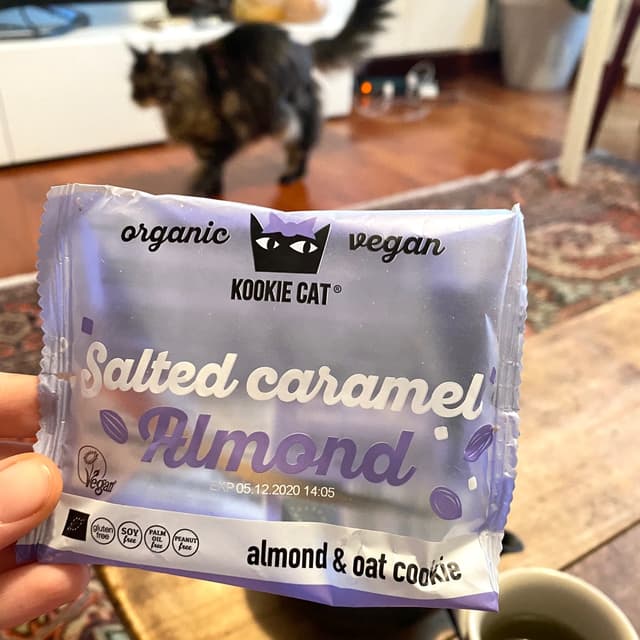 organic vegan
KOOKIE CAT®
Salted caramel
Almond
Vegan
EXP 05.12.2020 14:05
gluten free
SOY free
PALM OIL free
PEANUT free
almond & oat cookie